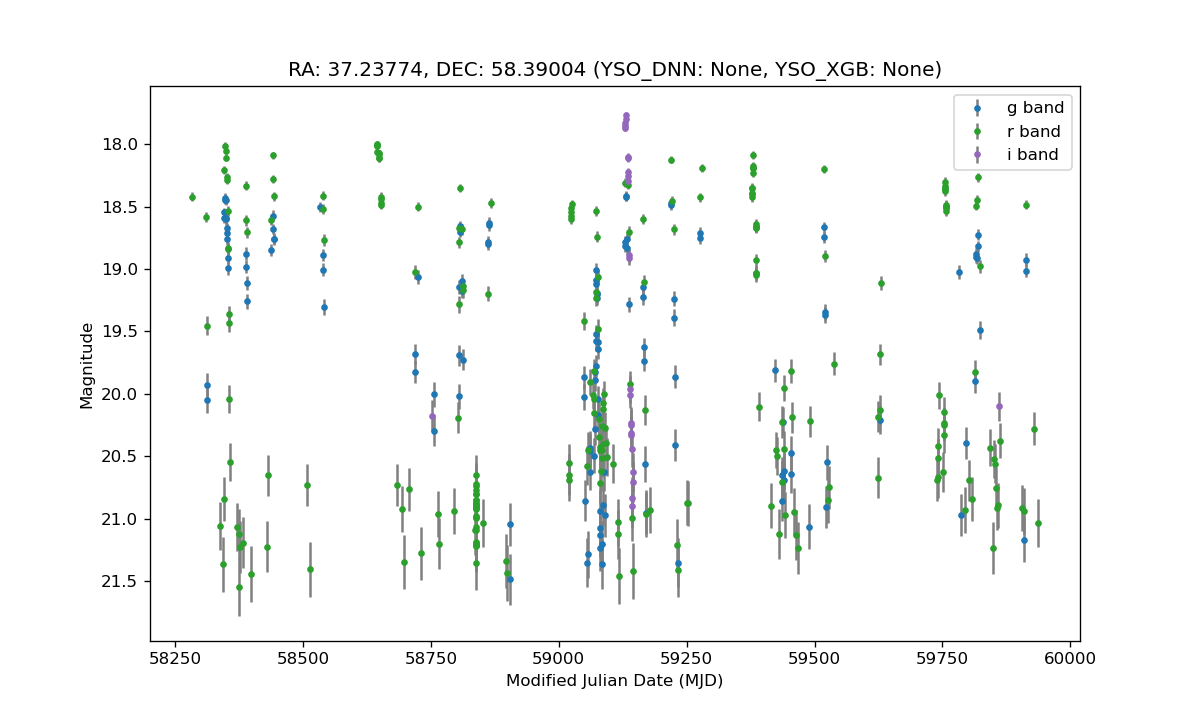 RA: 37.23774, DEC: 58.39004 (YSO_DNN: None, YSO_XGB: None)
g band
r band
i band
18.0
18.5
19.0
19.5
20.0
20.5
21.0
21.5
Magnitude
58250 58500 58750 59000 59250 59500 59750 60000
Modified Julian Date (MJD)